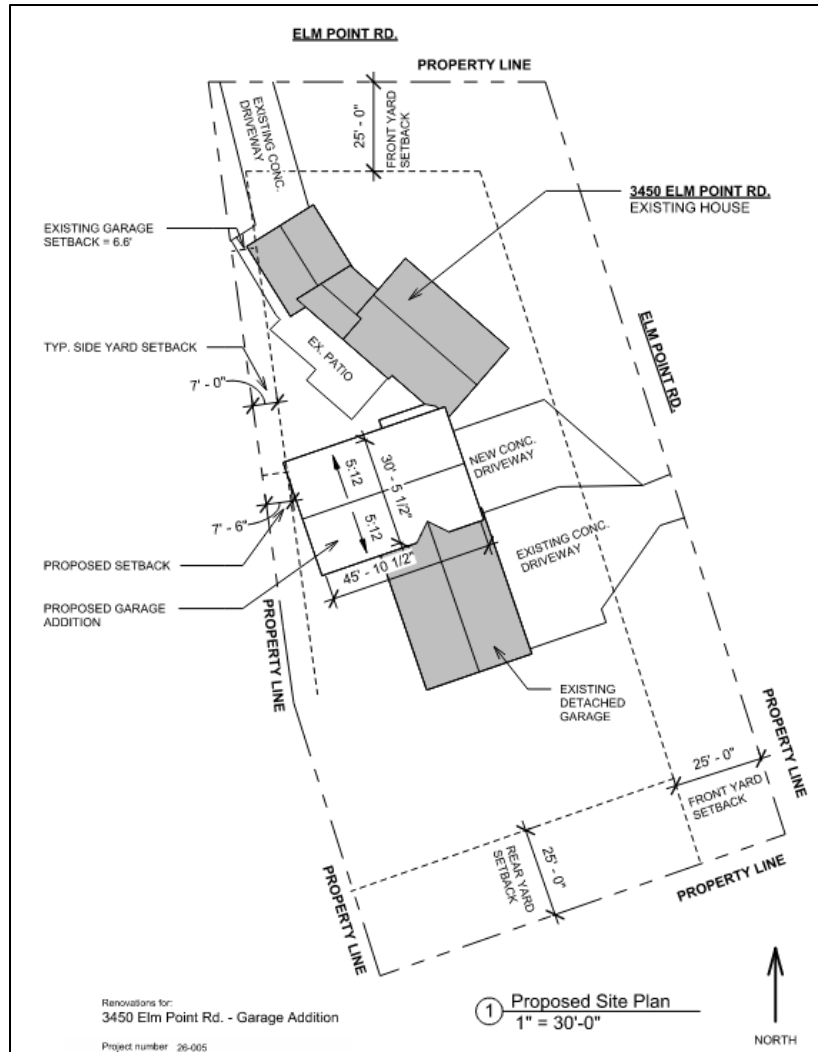 ELM POINT RD.
PROPERTY LINE
EXISTING CONC.
DRIVEWAY
25' - 0"
FRONT YARD
SETBACK
3450 ELM POINT RD.
EXISTING HOUSE
EXISTING GARAGE
SETBACK = 6.6'
TYP. SIDE YARD SETBACK
7' - 0"
EX. PATIO
ELM POINT RD.
NEW CONC.
DRIVEWAY
5:12
30' - 5 1/2"
5:12
7' - 6"
EXISTING CONC.
DRIVEWAY
PROPOSED SETBACK
45' - 10 1/2"
PROPOSED GARAGE
ADDITION
PROPERTY LINE
EXISTING
DETACHED
GARAGE
PROPERTY LINE
25' - 0"
FRONT YARD
SETBACK
25' - 0"
REAR YARD
SETBACK
PROPERTY LINE
PROPERTY LINE
Renovations for:
3450 Elm Point Rd. - Garage Addition
Project number 26-005
1
Proposed Site Plan
1" = 30'-0"
NORTH